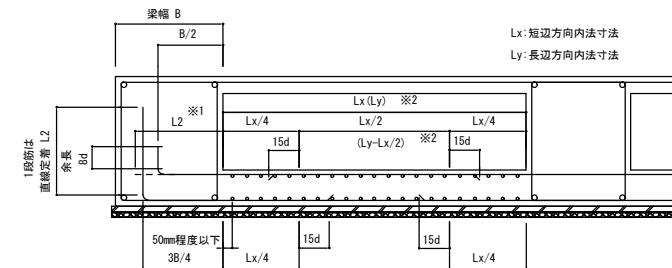 梁幅 B
B/2
Lx:短辺方向内法寸法
Ly:長辺方向内法寸法
※1
L2
Lx(Ly) ※2
Lx/4
Lx/2
Lx/4
15d
(Ly-Lx/2) ※2
15d
1段筋は
直線定着 L2
余長
8d
50mm程度以下
15d
15d
3B/4
Lx/4
Lx/4